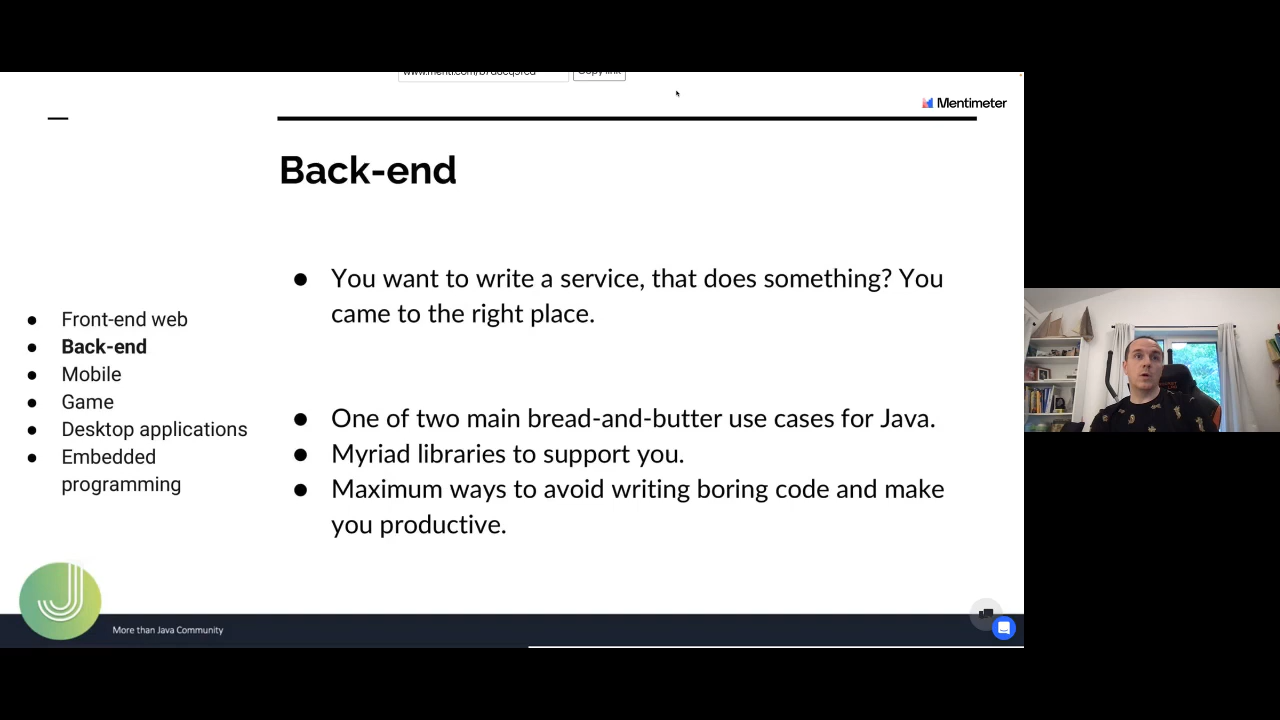 Mentimeter
Back-end
● You want to write a service, that does something? You
came to the right place.
● One of two main bread-and-butter use cases for Java.
● Myriad libraries to support you.
● Maximum ways to avoid writing boring code and make
you productive.
● Front-end web
● Back-end
● Mobile
● Game
● Desktop applications
● Embedded
programming
More than Java Community